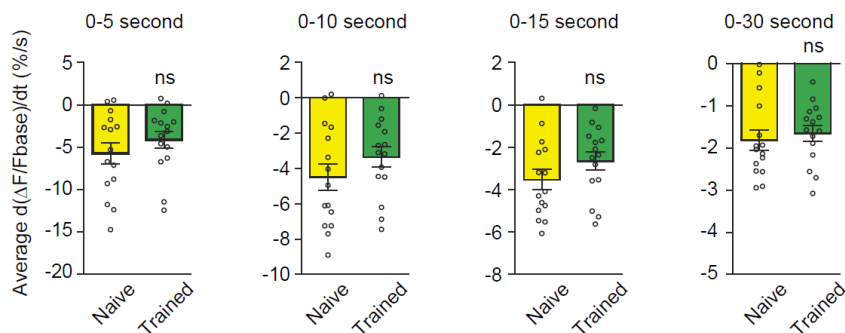 0-5 second
0-10 second
0-15 second
0-30 second
Average d(ΔF/Fbase)/dt (%/s)
5
0
-5
-10
-15
-20
ns
Naive
Trained
2
0
-2
-4
-6
-8
-10
ns
Naive
Trained
2
0
-2
-4
-6
-8
ns
Naive
Trained
0
-1
-2
-3
-4
-5
ns
Naive
Trained